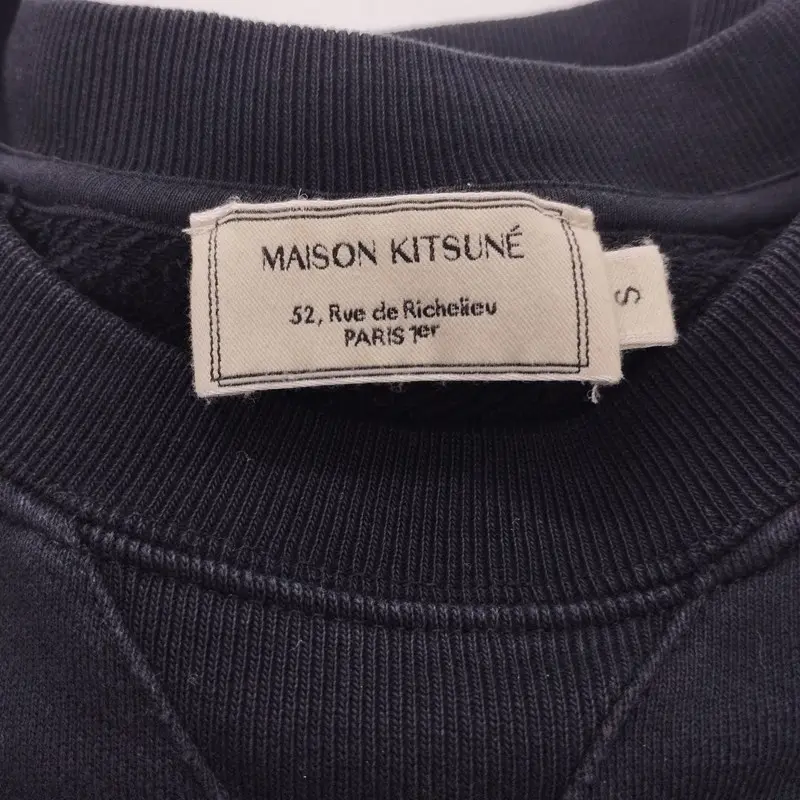 MAISON KITSUNÉ
52, Rue de Richelieu
PARIS 1er
S